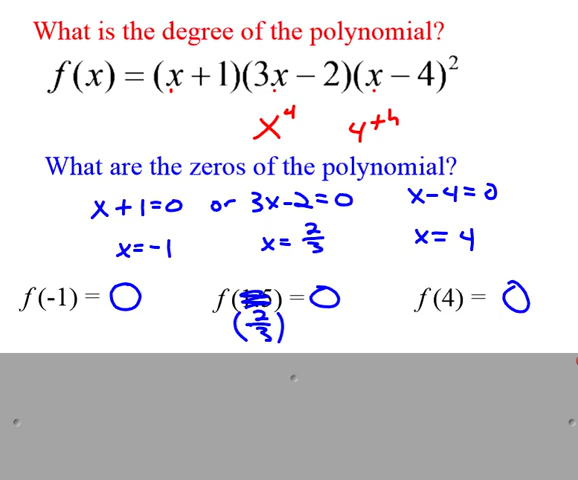 What is the degree of the polynomial?
f(x) = (x + 1)(3x − 2)(x − 4)²
x⁴ 4th
What are the zeros of the polynomial?
x + 1 = 0 or 3x − 2 = 0 x − 4 = 0
x = −1 x = 2/3 x = 4
f(-1) = 0 f( ) = 0 f(4) = 0
(2/3)